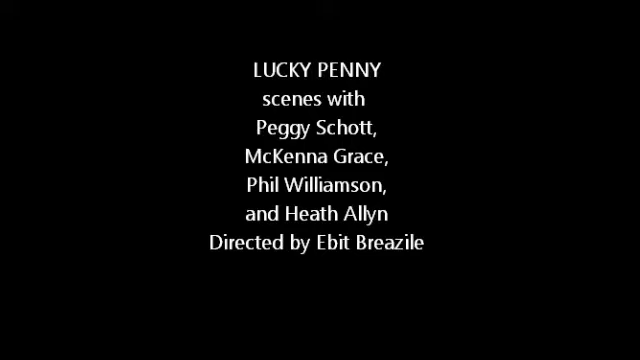 LUCKY PENNY
scenes with
Peggy Schott,
McKenna Grace,
Phil Williamson,
and Heath Allyn
Directed by Ebit Breazile